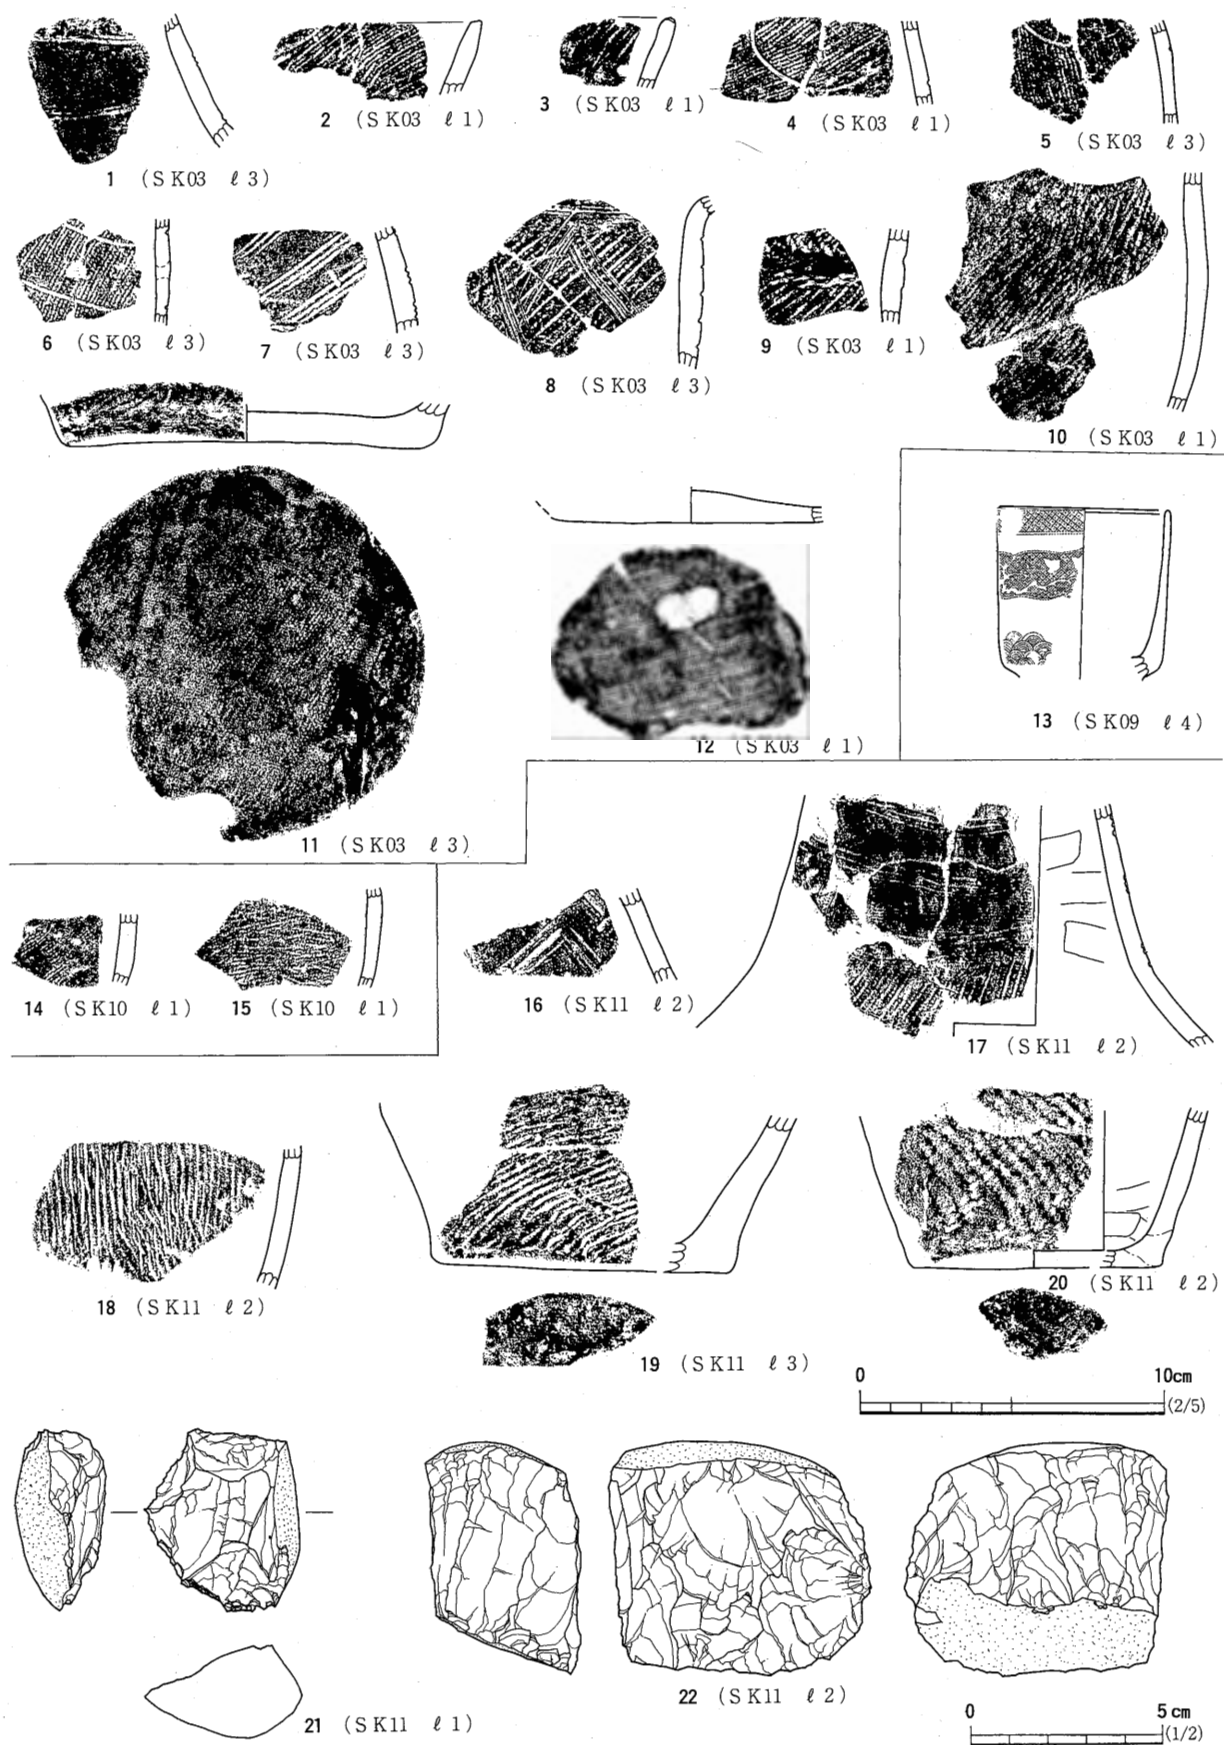 1 (SK03 ℓ3)
2 (SK03 ℓ1)
3 (SK03 ℓ1)
4 (SK03 ℓ1)
5 (SK03 ℓ3)
6 (SK03 ℓ3)
7 (SK03 ℓ3)
8 (SK03 ℓ3)
9 (SK03 ℓ1)
10 (SK03 ℓ1)
11 (SK03 ℓ3)
12 (SK03 ℓ1)
13 (SK09 ℓ4)
14 (SK10 ℓ1)
15 (SK10 ℓ1)
16 (SK11 ℓ2)
17 (SK11 ℓ2)
18 (SK11 ℓ2)
19 (SK11 ℓ3)
20 (SK11 ℓ2)
0 10cm
(2/5)
21 (SK11 ℓ1)
22 (SK11 ℓ2)
0 5cm
(1/2)